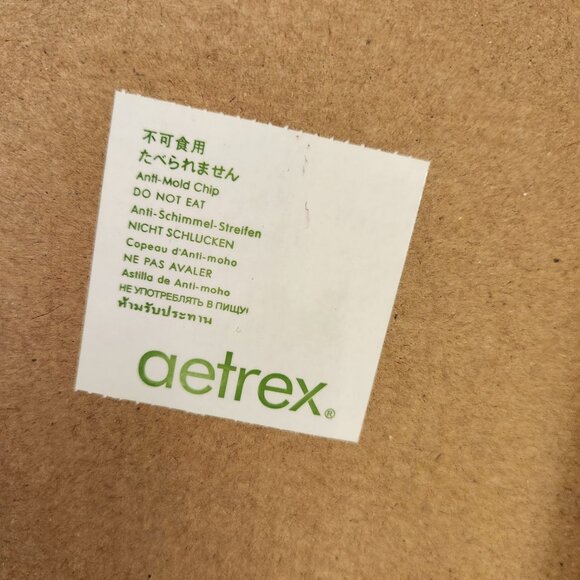 不可食用
たべられません
Anti-Mold Chip
DO NOT EAT
Anti-Schimmel-Streifen
NICHT SCHLUCKEN
Copeau d'Anti-moho
NE PAS AVALER
Astilla de Anti-moho
НЕ УПОТРЕБЛЯТЬ В ПИЩУ!
ห้ามรับประทาน
aetrex®